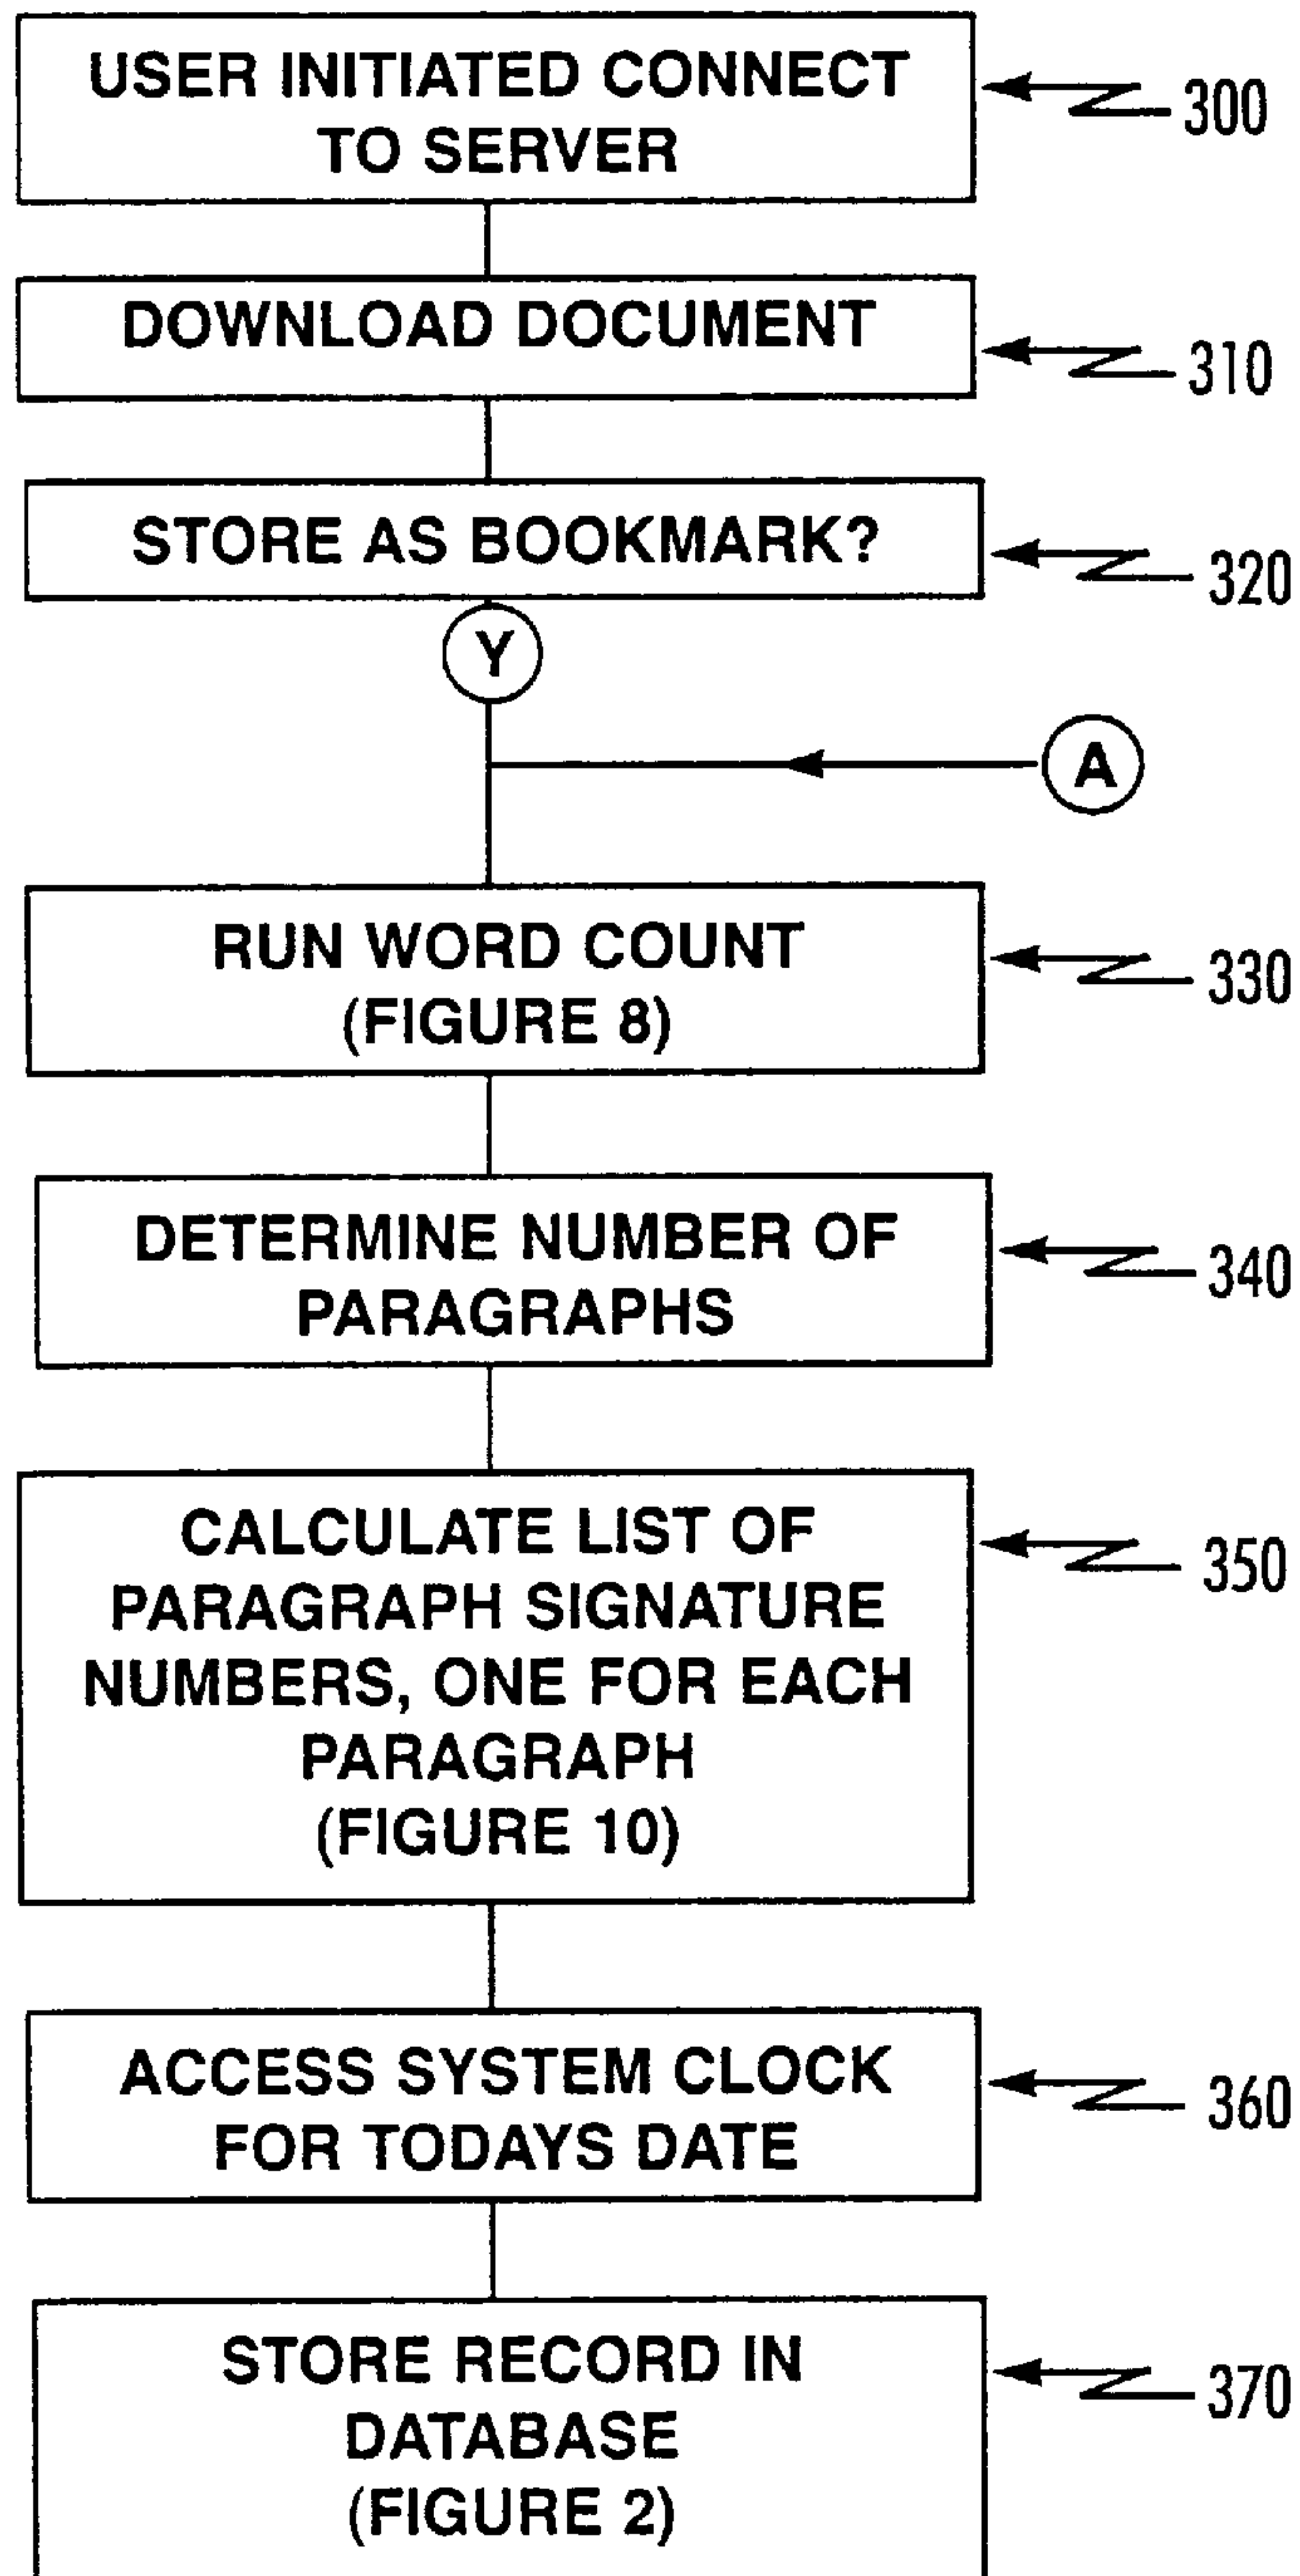 USER INITIATED CONNECT
TO SERVER
300
DOWNLOAD DOCUMENT
310
STORE AS BOOKMARK?
320
Y
A
RUN WORD COUNT
(FIGURE 8)
330
DETERMINE NUMBER OF
PARAGRAPHS
340
CALCULATE LIST OF
PARAGRAPH SIGNATURE
NUMBERS, ONE FOR EACH
PARAGRAPH
(FIGURE 10)
350
ACCESS SYSTEM CLOCK
FOR TODAYS DATE
360
STORE RECORD IN
DATABASE
(FIGURE 2)
370